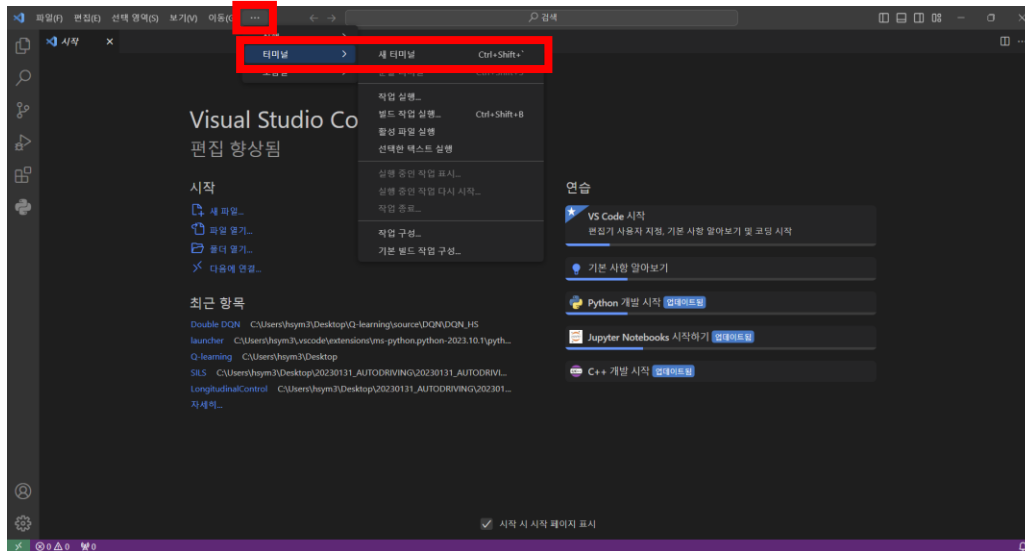 파일(F) 편집(E) 선택 영역(S) 보기(V) 이동(G ··· 검색
시작
터미널
새 터미널 Ctrl+Shift+`
작업 실행...
빌드 작업 실행... Ctrl+Shift+B
활성 파일 실행
선택한 텍스트 실행
실행 중인 작업 표시...
실행 중인 작업 다시 시작...
작업 종료...
작업 구성...
기본 빌드 작업 구성...
Visual Studio Co
편집 향상됨
시작
새 파일...
파일 열기...
폴더 열기...
다음에 연결...
최근 항목
Double DQN C:\Users\hsym3\Desktop\Q-learning\source\DQN\DQN_HS
launcher C:\Users\hsym3\.vscode\extensions\ms-python.python-2023.10.1\pyth...
Q-learning C:\Users\hsym3\Desktop
SILS C:\Users\hsym3\Desktop\20230131_AUTODRIVING\20230131_AUTODRIVI...
LongitudinalControl C:\Users\hsym3\Desktop\20230131_AUTODRIVING\202301...
자세히...
연습
VS Code 시작
편집기 사용자 지정, 기본 사항 알아보기 및 코딩 시작
기본 사항 알아보기
Python 개발 시작 업데이트됨
Jupyter Notebooks 시작하기 업데이트됨
C++ 개발 시작 업데이트됨
시작 시 시작 페이지 표시
0 0 0